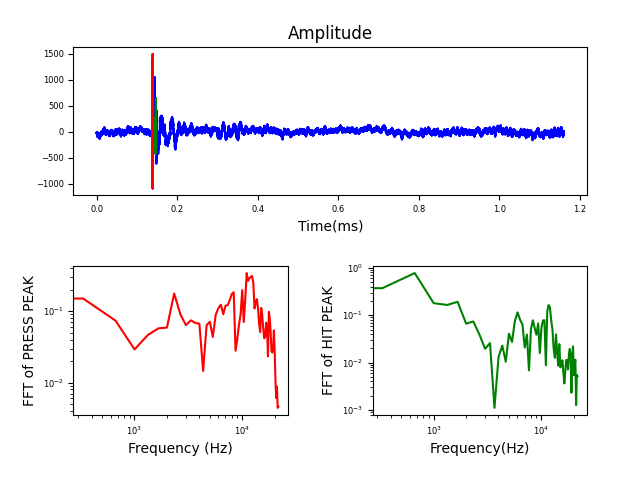 Amplitude
1500
1000
500
0
−500
−1000
0.0 0.2 0.4 0.6 0.8 1.0 1.2
Time(ms)
FFT of PRESS PEAK
10⁻¹
10⁻²
10³ 10⁴
Frequency (Hz)
FFT of HIT PEAK
10⁰
10⁻¹
10⁻²
10⁻³
10³ 10⁴
Frequency(Hz)